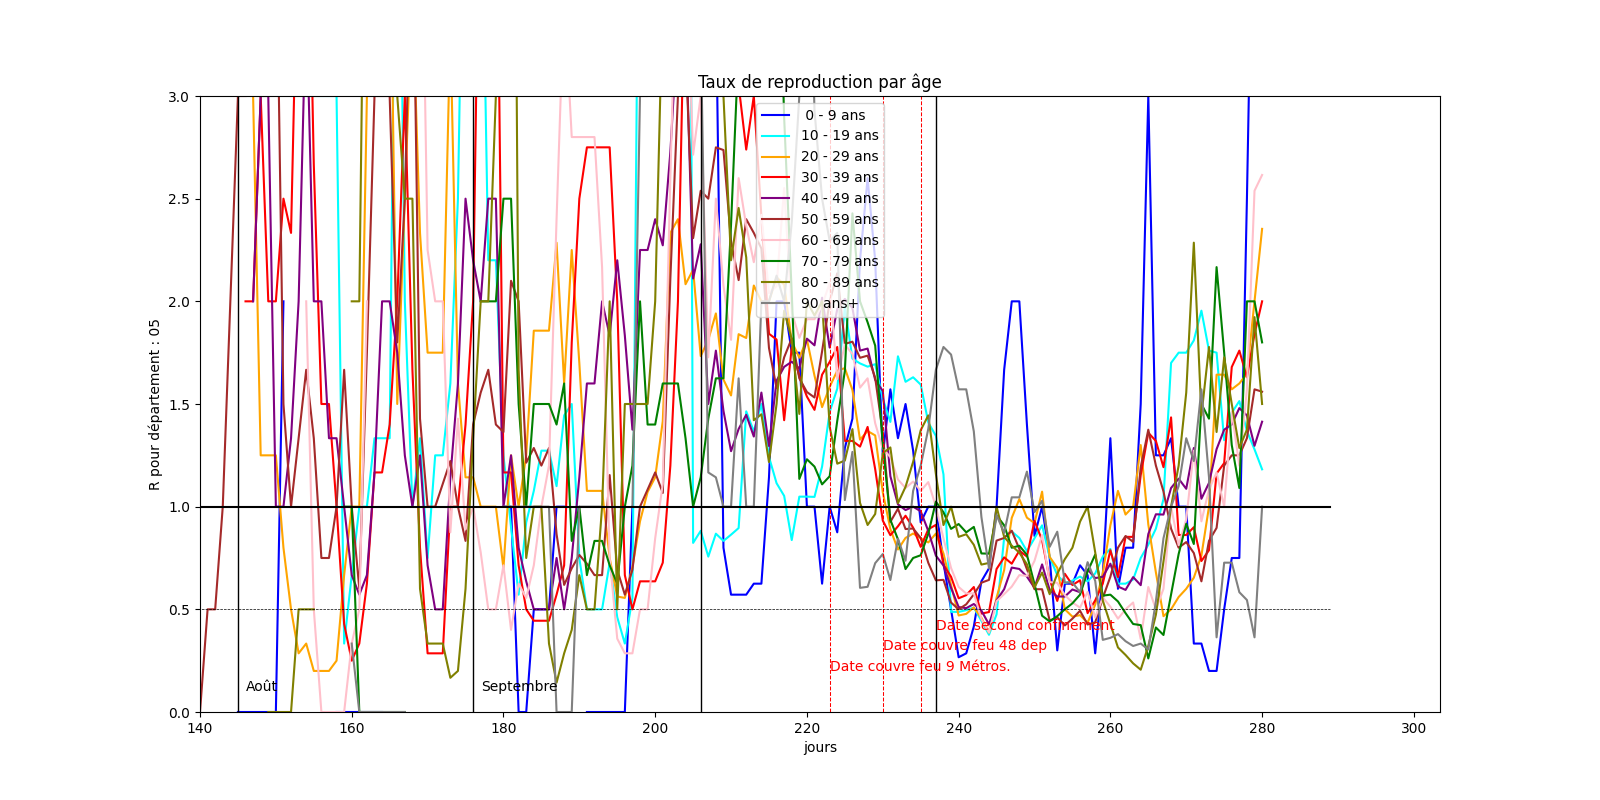 Taux de reproduction par âge
R pour département : 05
3.0
2.5
2.0
1.5
1.0
0.5
0.0
0 - 9 ans
10 - 19 ans
20 - 29 ans
30 - 39 ans
40 - 49 ans
50 - 59 ans
60 - 69 ans
70 - 79 ans
80 - 89 ans
90 ans+
Date second confinement
Date couvre feu 48 dep
Date couvre feu 9 Métros.
Août
Septembre
140 160 180 200 220 240 260 280 300
jours